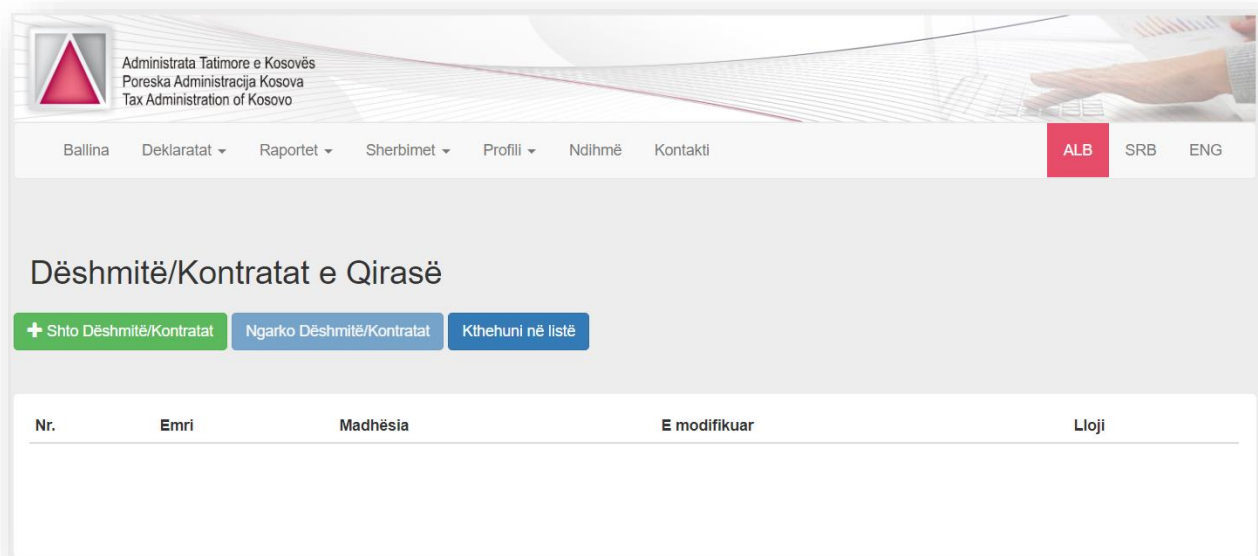 Administrata Tatimore e Kosovës
Poreska Administracija Kosova
Tax Administration of Kosovo
Ballina Deklaratat Raportet Sherbimet Profili Ndihmë Kontakti ALB SRB ENG
Dëshmitë/Kontratat e Qirasë
Shto Dëshmitë/Kontratat Ngarko Dëshmitë/Kontratat Kthehuni në listë
Nr. Emri Madhësia E modifikuar Lloji